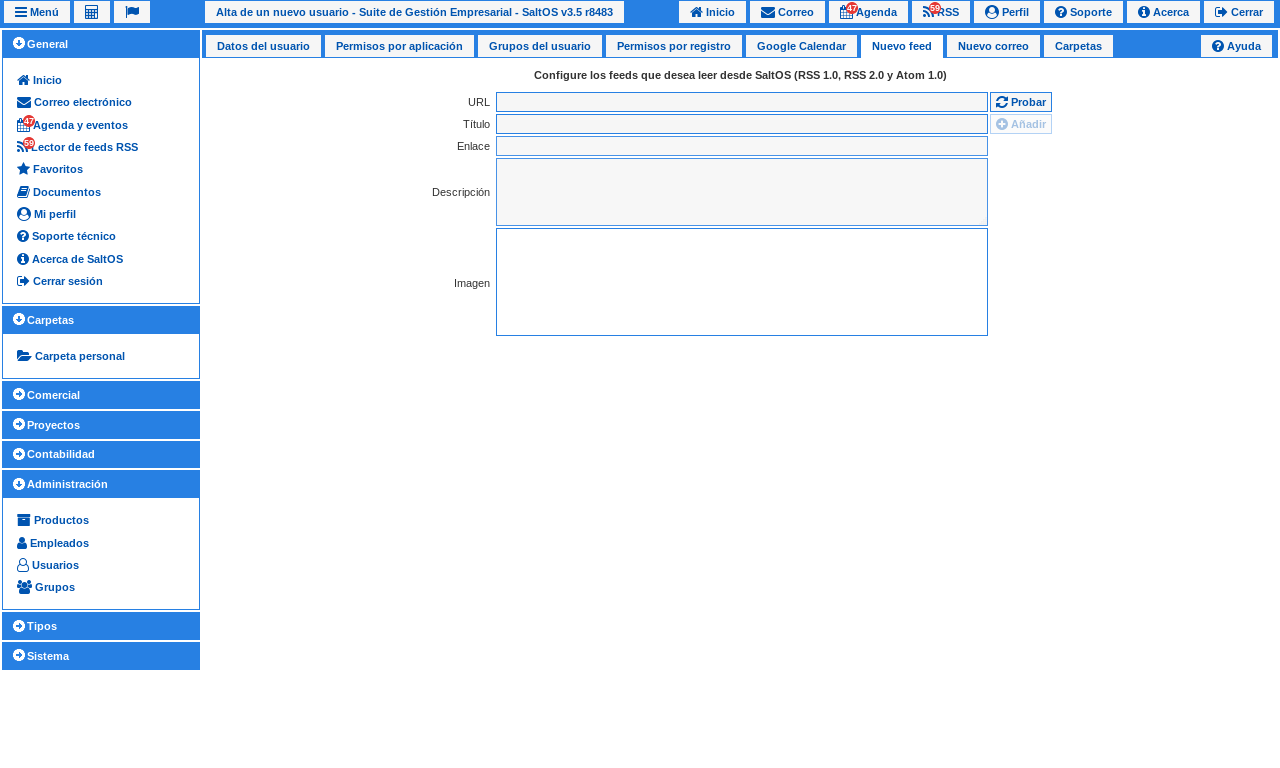 Menú
Alta de un nuevo usuario - Suite de Gestión Empresarial - SaltOS v3.5 r8483
Inicio
Correo
47
Agenda
59
RSS
Perfil
Soporte
Acerca
Cerrar
General
Inicio
Correo electrónico
47
Agenda y eventos
59
Lector de feeds RSS
Favoritos
Documentos
Mi perfil
Soporte técnico
Acerca de SaltOS
Cerrar sesión
Carpetas
Carpeta personal
Comercial
Proyectos
Contabilidad
Administración
Productos
Empleados
Usuarios
Grupos
Tipos
Sistema
Datos del usuario
Permisos por aplicación
Grupos del usuario
Permisos por registro
Google Calendar
Nuevo feed
Nuevo correo
Carpetas
Ayuda
Configure los feeds que desea leer desde SaltOS (RSS 1.0, RSS 2.0 y Atom 1.0)
URL
Probar
Título
Añadir
Enlace
Descripción
Imagen